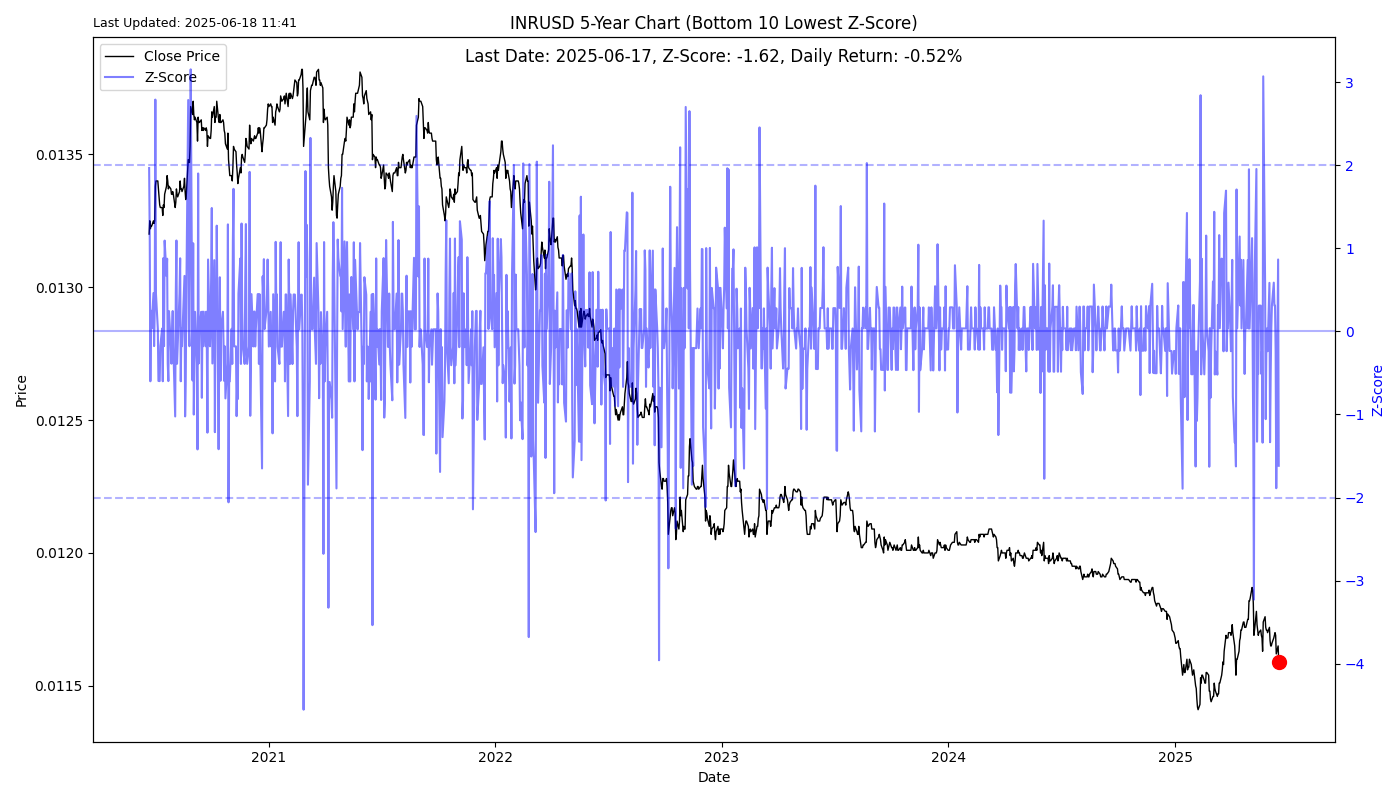 Last Updated: 2025-06-18 11:41
INRUSD 5-Year Chart (Bottom 10 Lowest Z-Score)
Last Date: 2025-06-17, Z-Score: -1.62, Daily Return: -0.52%
Close Price
Z-Score
0.0135
0.0130
0.0125
0.0120
0.0115
Price
3
2
1
0
−1
−2
−3
−4
Z-Score
2021
2022
2023
2024
2025
Date